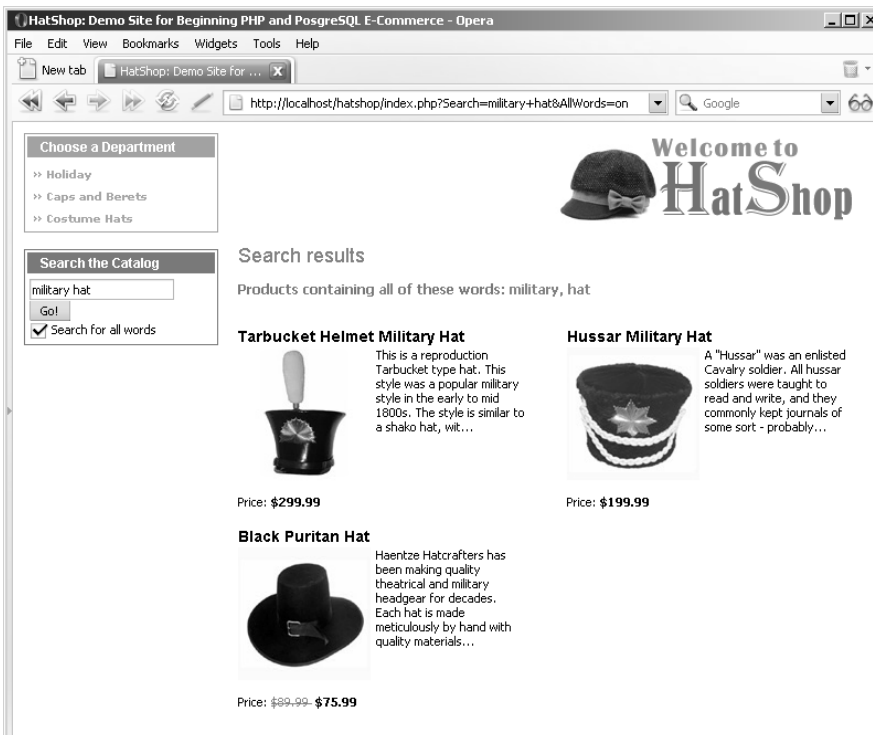 HatShop: Demo Site for Beginning PHP and PosgreSQL E-Commerce - Opera
File Edit View Bookmarks Widgets Tools Help
New tab HatShop: Demo Site for ... X
http://localhost/hatshop/index.php?Search=military+hat&AllWords=on Google
Choose a Department
» Holiday
» Caps and Berets
» Costume Hats
Welcome to
HatShop
Search the Catalog
military hat
Go!
Search for all words
Search results
Products containing all of these words: military, hat
Tarbucket Helmet Military Hat
This is a reproduction
Tarbucket type hat. This
style was a popular military
style in the early to mid
1800s. The style is similar to
a shako hat, wit...
Price: $299.99
Hussar Military Hat
A "Hussar" was an enlisted
Cavalry soldier. All hussar
soldiers were taught to
read and write, and they
commonly kept journals of
some sort - probably...
Price: $199.99
Black Puritan Hat
Haentze Hatcrafters has
been making quality
theatrical and military
headgear for decades.
Each hat is made
meticulously by hand with
quality materials...
Price: $89.99 $75.99